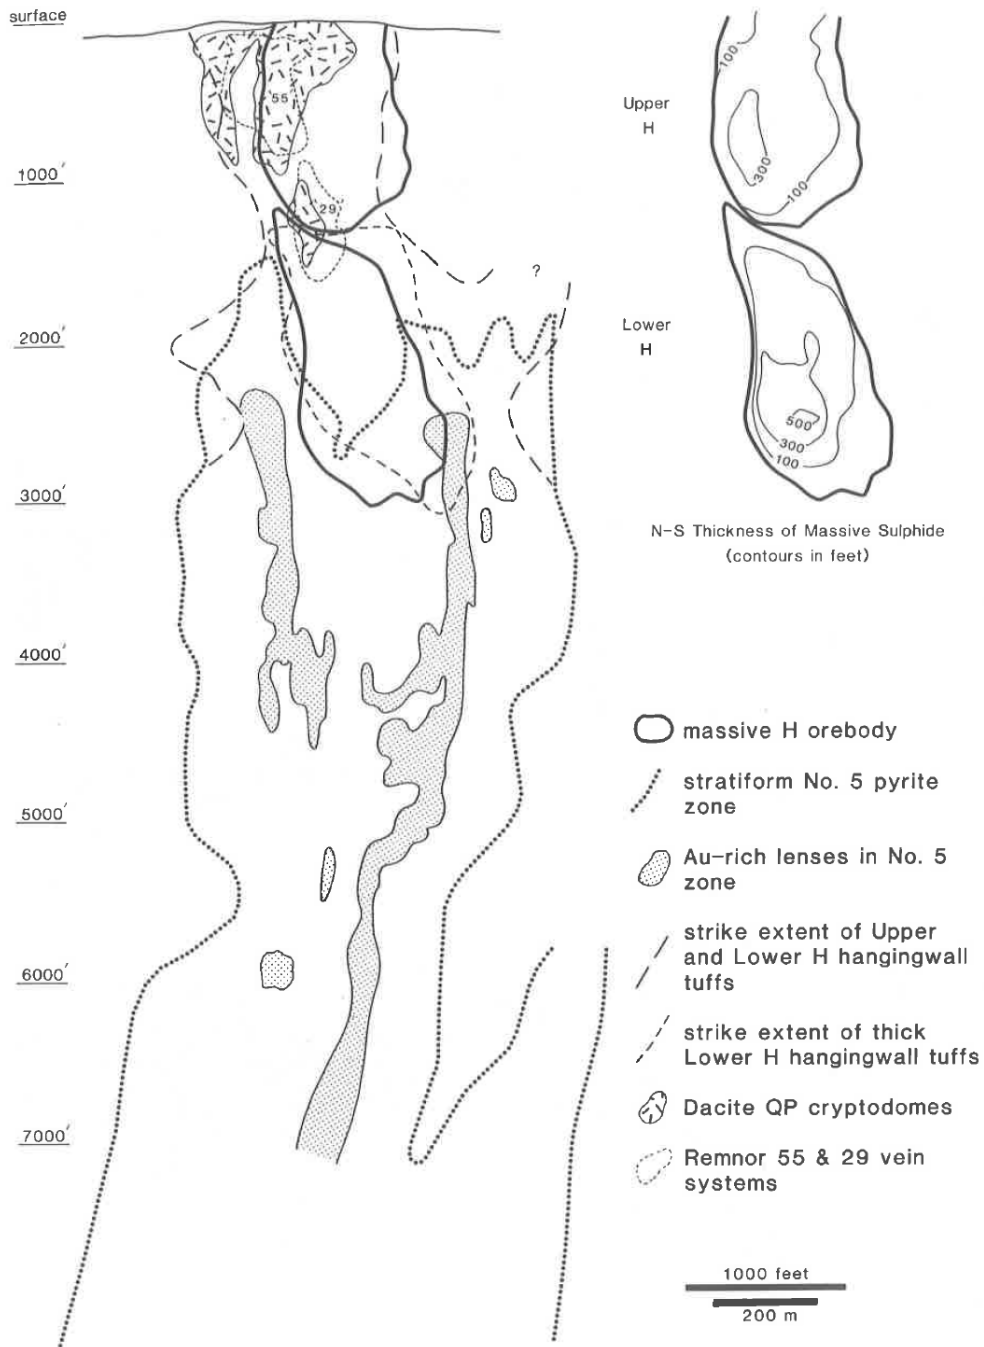 surface
1000′
2000′
3000′
4000′
5000′
6000′
7000′
55
29
?
Upper
H
100
300
100
Lower
H
500
300
100
N-S Thickness of Massive Sulphide
(contours in feet)
massive H orebody
stratiform No. 5 pyrite
zone
Au-rich lenses in No. 5
zone
strike extent of Upper
and Lower H hangingwall
tuffs
strike extent of thick
Lower H hangingwall tuffs
Dacite QP cryptodomes
Remnor 55 & 29 vein
systems
1000 feet
200 m